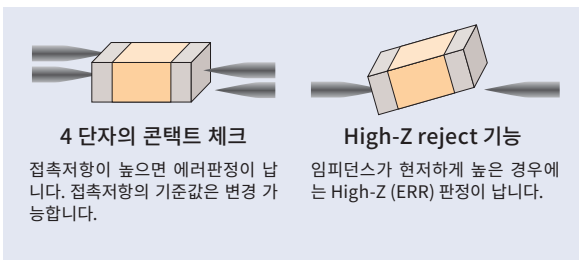 4 단자의 콘택트 체크
접촉저항이 높으면 에러판정이 납
니다. 접촉저항의 기준값은 변경 가
능합니다.
High-Z reject 기능
임피던스가 현저하게 높은 경우에
는 High-Z (ERR) 판정이 납니다.